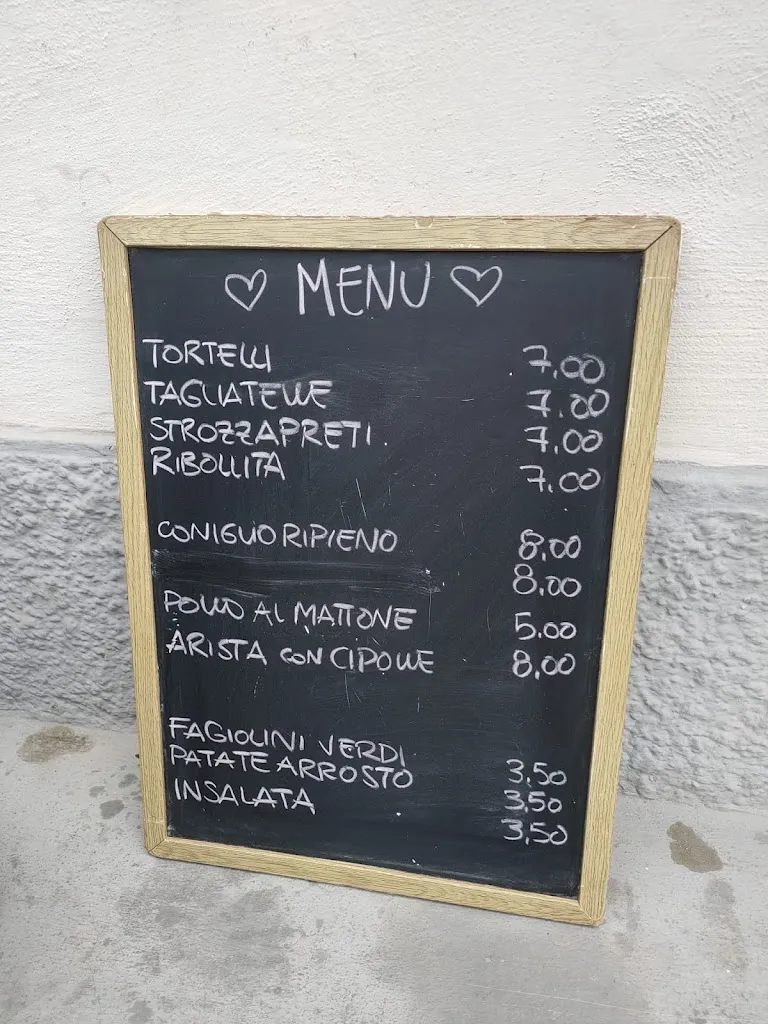 ♡ MENU ♡
TORTELLI 7,00
TAGLIATELLE 7,00
STROZZAPRETI. 7,00
RIBOLLITA 7,00
CONIGLIO RIPIENO 8,00
8,00
POLLO AL MATTONE 5,00
ARISTA CON CIPOLLE 8,00
FAGIOLINI VERDI 3,50
PATATE ARROSTO 3,50
INSALATA 3,50